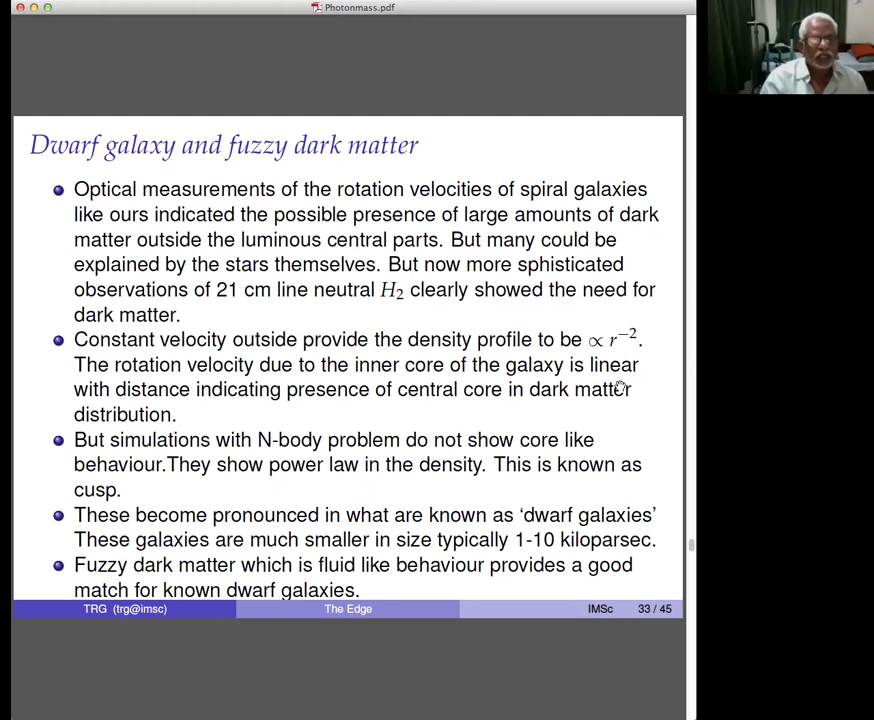 Photonmass.pdf
Dwarf galaxy and fuzzy dark matter
Optical measurements of the rotation velocities of spiral galaxies
like ours indicated the possible presence of large amounts of dark
matter outside the luminous central parts. But many could be
explained by the stars themselves. But now more sphisticated
observations of 21 cm line neutral H₂ clearly showed the need for
dark matter.
Constant velocity outside provide the density profile to be ∝ r⁻².
The rotation velocity due to the inner core of the galaxy is linear
with distance indicating presence of central core in dark matter
distribution.
But simulations with N-body problem do not show core like
behaviour.They show power law in the density. This is known as
cusp.
These become pronounced in what are known as ‘dwarf galaxies’
These galaxies are much smaller in size typically 1-10 kiloparsec.
Fuzzy dark matter which is fluid like behaviour provides a good
match for known dwarf galaxies.
TRG (trg@imsc) The Edge IMSc 33 / 45